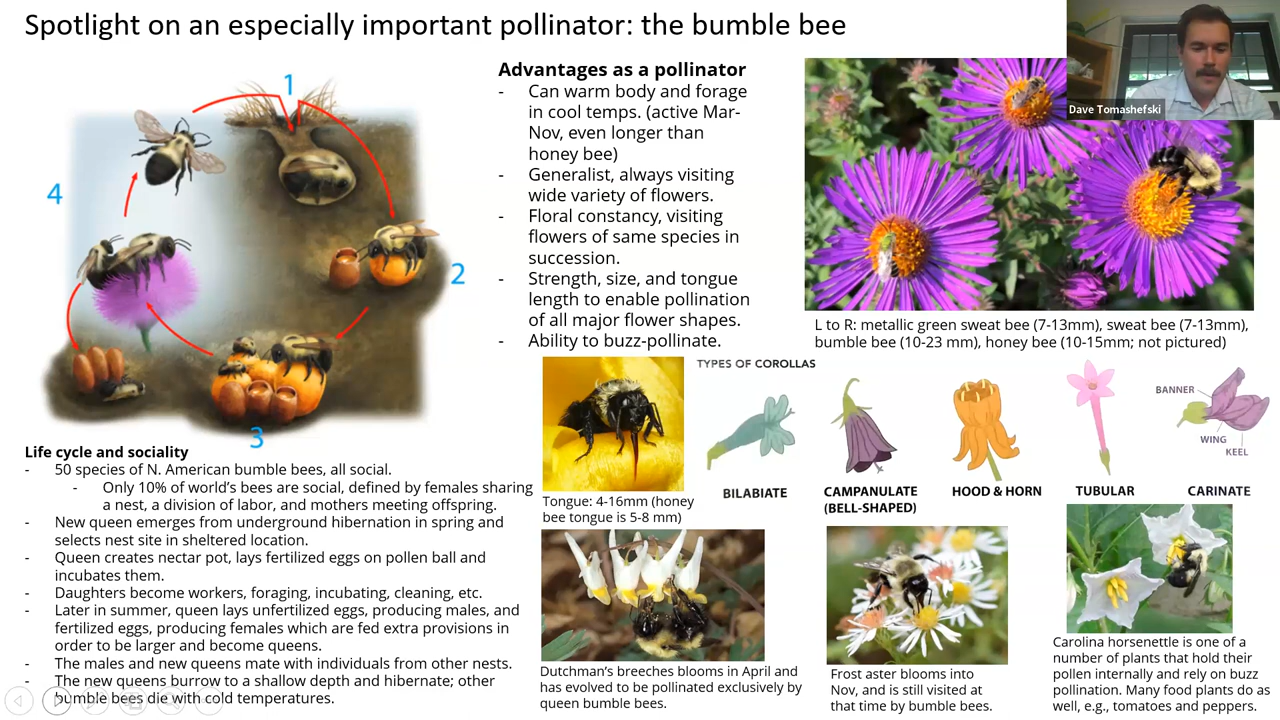 Spotlight on an especially important pollinator: the bumble bee
1
2
3
4
Life cycle and sociality
- 50 species of N. American bumble bees, all social.
- Only 10% of world's bees are social, defined by females sharing
a nest, a division of labor, and mothers meeting offspring.
- New queen emerges from underground hibernation in spring and
selects nest site in sheltered location.
- Queen creates nectar pot, lays fertilized eggs on pollen ball and
incubates them.
- Daughters become workers, foraging, incubating, cleaning, etc.
- Later in summer, queen lays unfertilized eggs, producing males, and
fertilized eggs, producing females which are fed extra provisions in
order to be larger and become queens.
- The males and new queens mate with individuals from other nests.
- The new queens burrow to a shallow depth and hibernate; other
bumble bees die with cold temperatures.
Advantages as a pollinator
- Can warm body and forage
in cool temps. (active Mar-
Nov, even longer than
honey bee)
- Generalist, always visiting
wide variety of flowers.
- Floral constancy, visiting
flowers of same species in
succession.
- Strength, size, and tongue
length to enable pollination
of all major flower shapes.
- Ability to buzz-pollinate.
Dave Tomashefski
L to R: metallic green sweat bee (7-13mm), sweat bee (7-13mm),
bumble bee (10-23 mm), honey bee (10-15mm; not pictured)
Tongue: 4-16mm (honey
bee tongue is 5-8 mm)
TYPES OF COROLLAS
BILABIATE
CAMPANULATE
(BELL-SHAPED)
HOOD & HORN
TUBULAR
BANNER
WING
KEEL
CARINATE
Dutchman's breeches blooms in April and
has evolved to be pollinated exclusively by
queen bumble bees.
Frost aster blooms into
Nov, and is still visited at
that time by bumble bees.
Carolina horsenettle is one of a
number of plants that hold their
pollen internally and rely on buzz
pollination. Many food plants do as
well, e.g., tomatoes and peppers.